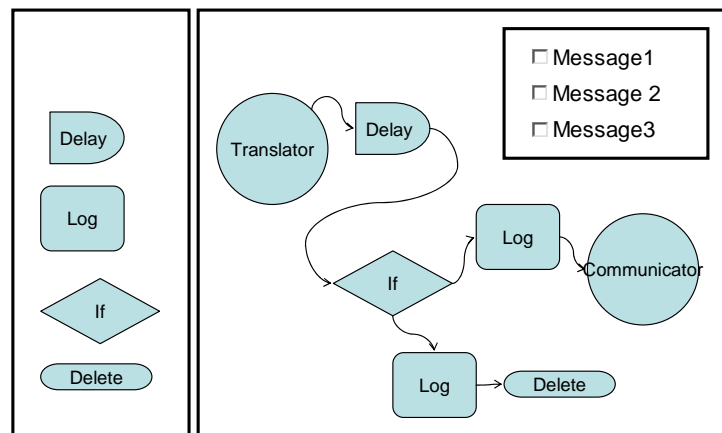 Delay
Log
If
Delete
Message1
Message 2
Message3
Translator
Delay
Log
Communicator
If
Log
Delete